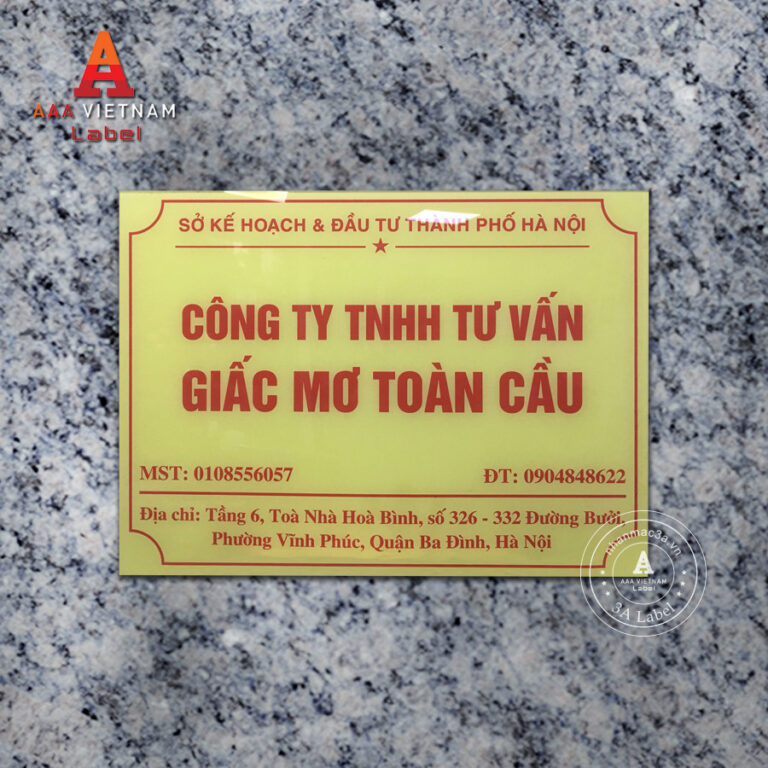 AAA VIETNAM
Label
SỞ KẾ HOẠCH & ĐẦU TƯ THÀNH PHỐ HÀ NỘI
CÔNG TY TNHH TƯ VẤN
GIẤC MƠ TOÀN CẦU
MST: 0108556057
ĐT: 0904848622
Địa chỉ: Tầng 6, Toà Nhà Hoà Bình, số 326 - 332 Đường Bưởi,
Phường Vĩnh Phúc, Quận Ba Đình, Hà Nội
nhanmac3a.vn
AAA VIETNAM
Label
3A Label